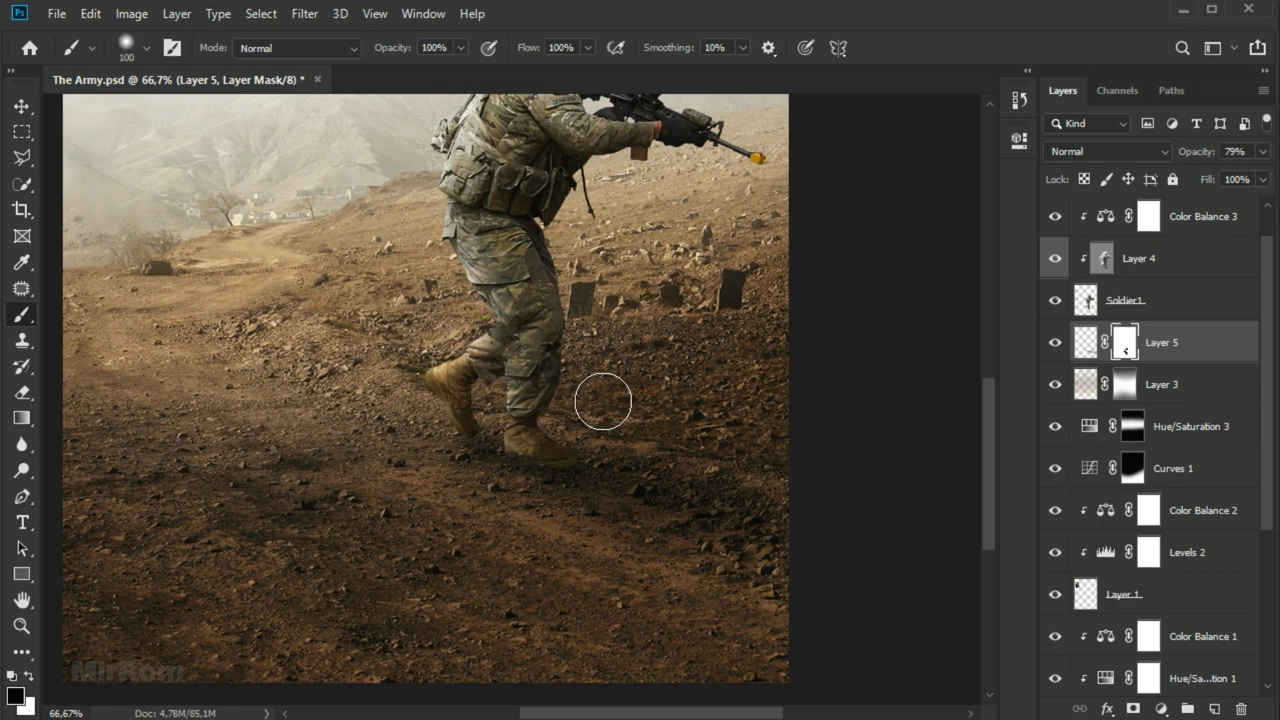 Ps File Edit Image Layer Type Select Filter 3D View Window Help
100 Mode: Normal Opacity: 100% Flow: 100% Smoothing: 10%
The Army.psd @ 66,7% (Layer 5, Layer Mask/8) *
Layers Channels Paths
Kind
Normal Opacity: 79%
Lock: Fill: 100%
Color Balance 3
Layer 4
Soldier1
Layer 5
Layer 3
Hue/Saturation 3
Curves 1
Color Balance 2
Levels 2
Layer 1
Color Balance 1
Hue/Sa...tion 1
MirRom
66,67% Doc: 4,78M/85,1M